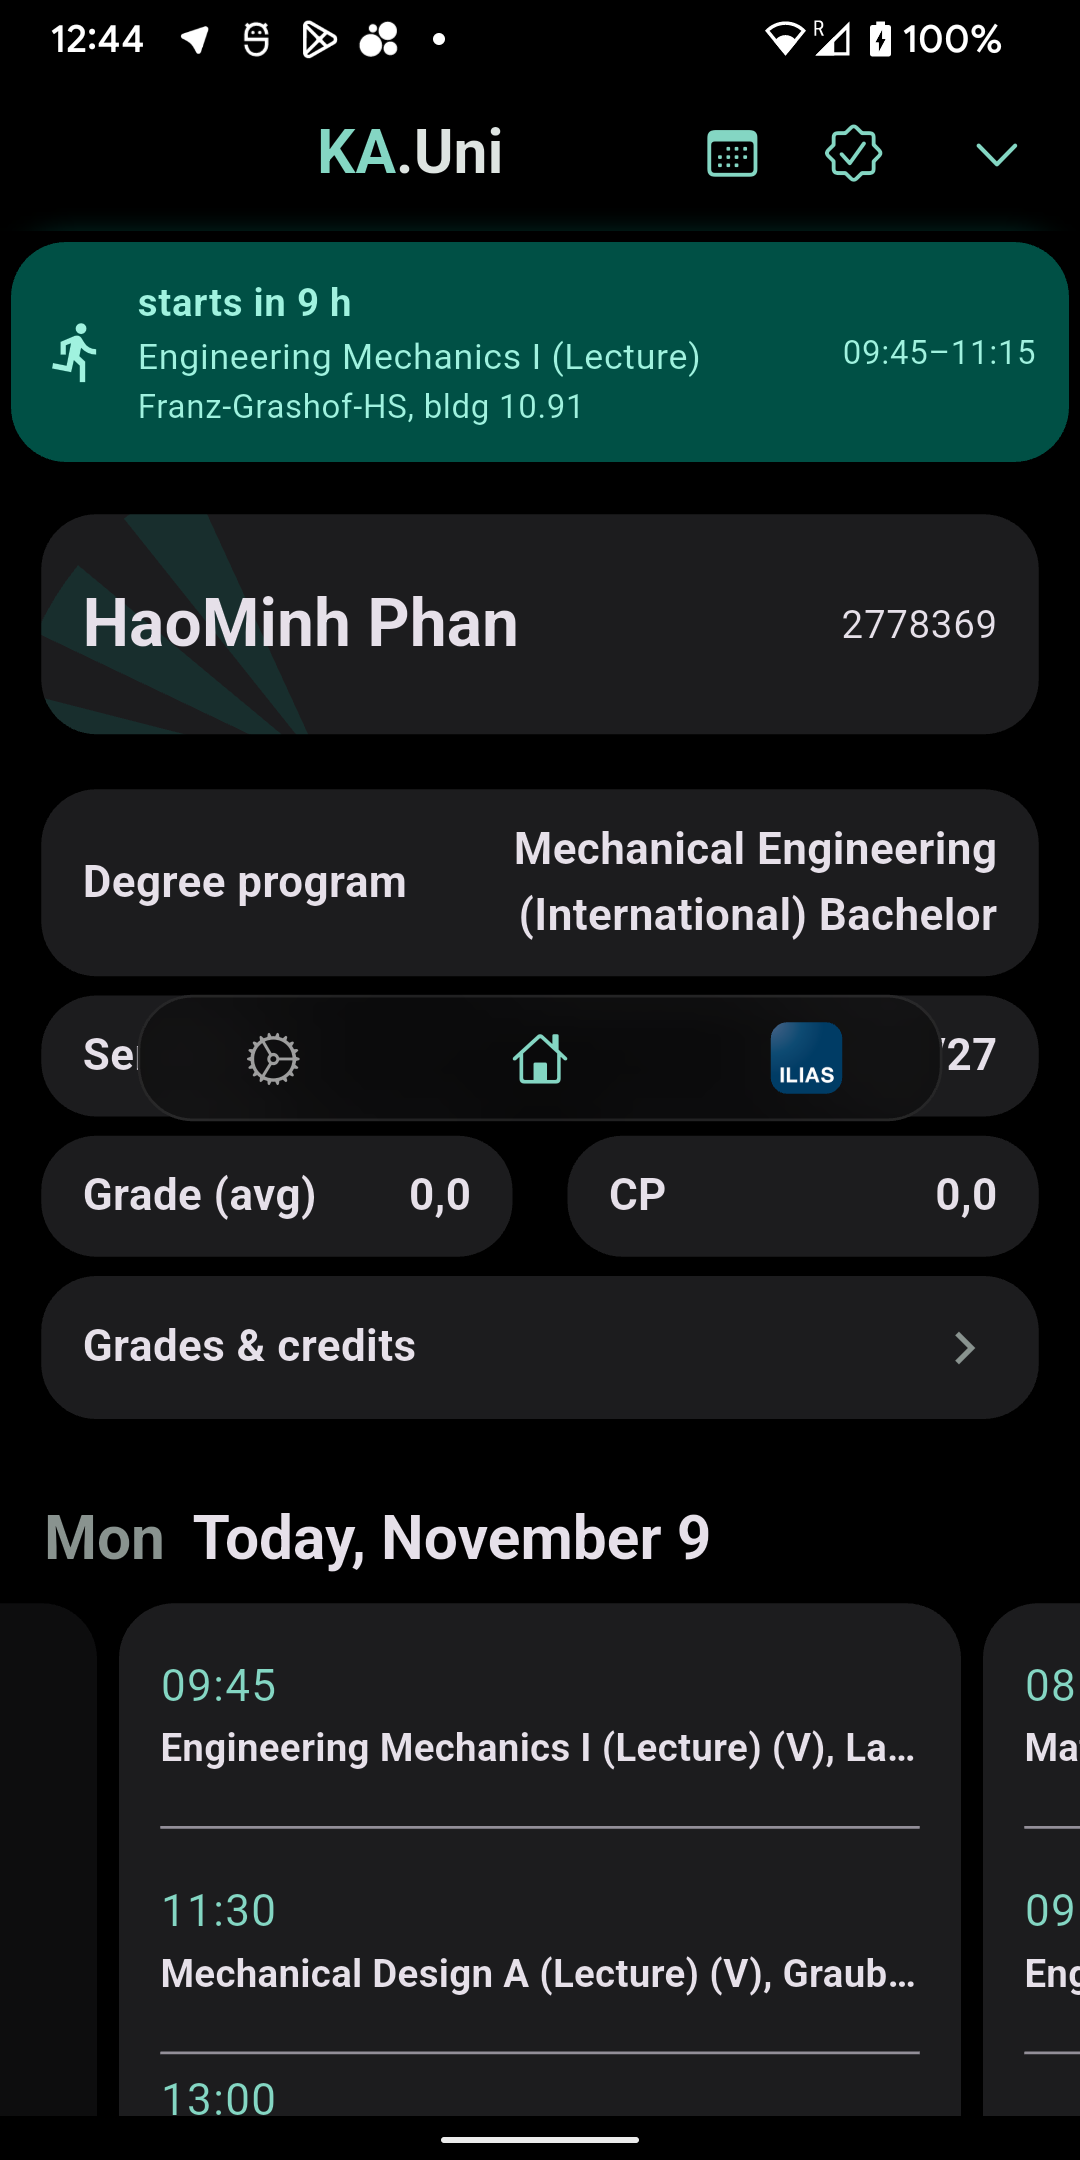 12:44
R
100%
KA.Uni
starts in 9 h
Engineering Mechanics I (Lecture)
09:45–11:15
Franz-Grashof-HS, bldg 10.91
HaoMinh Phan
2778369
Degree program
Mechanical Engineering
(International) Bachelor
ILIAS
/27
Grade (avg)
0,0
CP
0,0
Grades & credits
Mon
Today, November 9
09:45
Engineering Mechanics I (Lecture) (V), La...
11:30
Mechanical Design A (Lecture) (V), Graub...
13:00
08
09